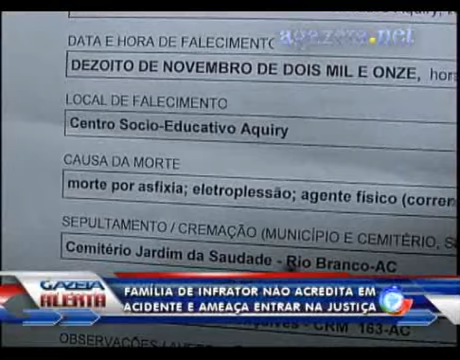 agazeta.net
DATA E HORA DE FALECIMENTO
DEZOITO DE NOVEMBRO DE DOIS MIL E ONZE, hora
LOCAL DE FALECIMENTO
Centro Socio-Educativo Aquiry
CAUSA DA MORTE
morte por asfixia; eletroplessão; agente físico (corren
SEPULTAMENTO / CREMAÇÃO (MUNICÍPIO E CEMITÉRIO, S
Cemitério Jardim da Saudade - Rio Branco-AC
GAZETA ALERTA
FAMÍLIA DE INFRATOR NÃO ACREDITA EM
ACIDENTE E AMEAÇA ENTRAR NA JUSTIÇA
CRM 163-AC
OBSERVAÇÕES